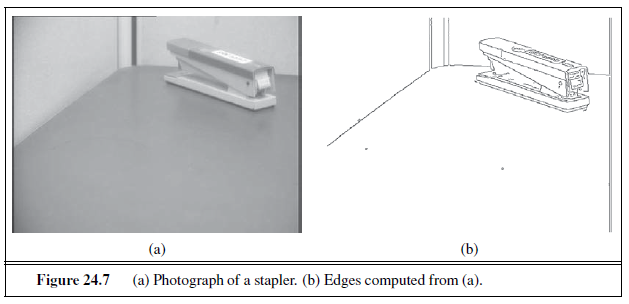 (a)
(b)
Figure 24.7 (a) Photograph of a stapler. (b) Edges computed from (a).